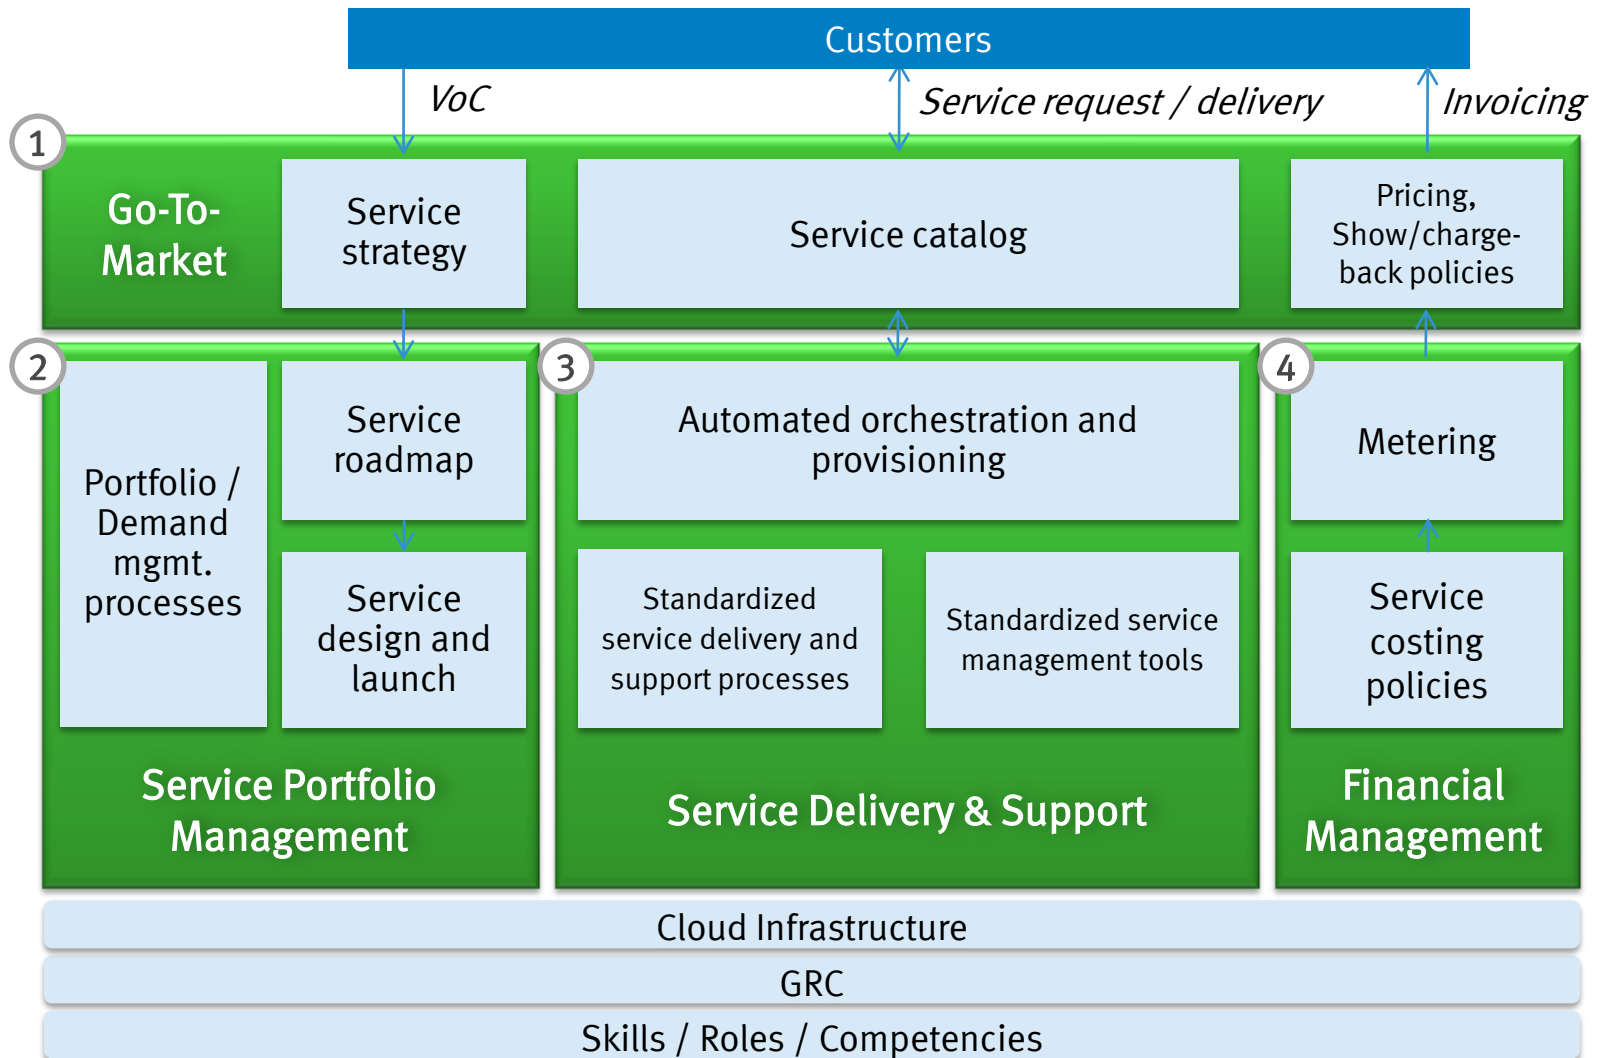 Customers
VoC
Service request / delivery
Invoicing
1
Go-To-
Market
Service
strategy
Service catalog
Pricing,
Show/charge-
back policies
2
Portfolio /
Demand
mgmt.
processes
Service
roadmap
Service
design and
launch
Service Portfolio
Management
3
Automated orchestration and
provisioning
Standardized
service delivery and
support processes
Standardized service
management tools
Service Delivery & Support
4
Metering
Service
costing
policies
Financial
Management
Cloud Infrastructure
GRC
Skills / Roles / Competencies